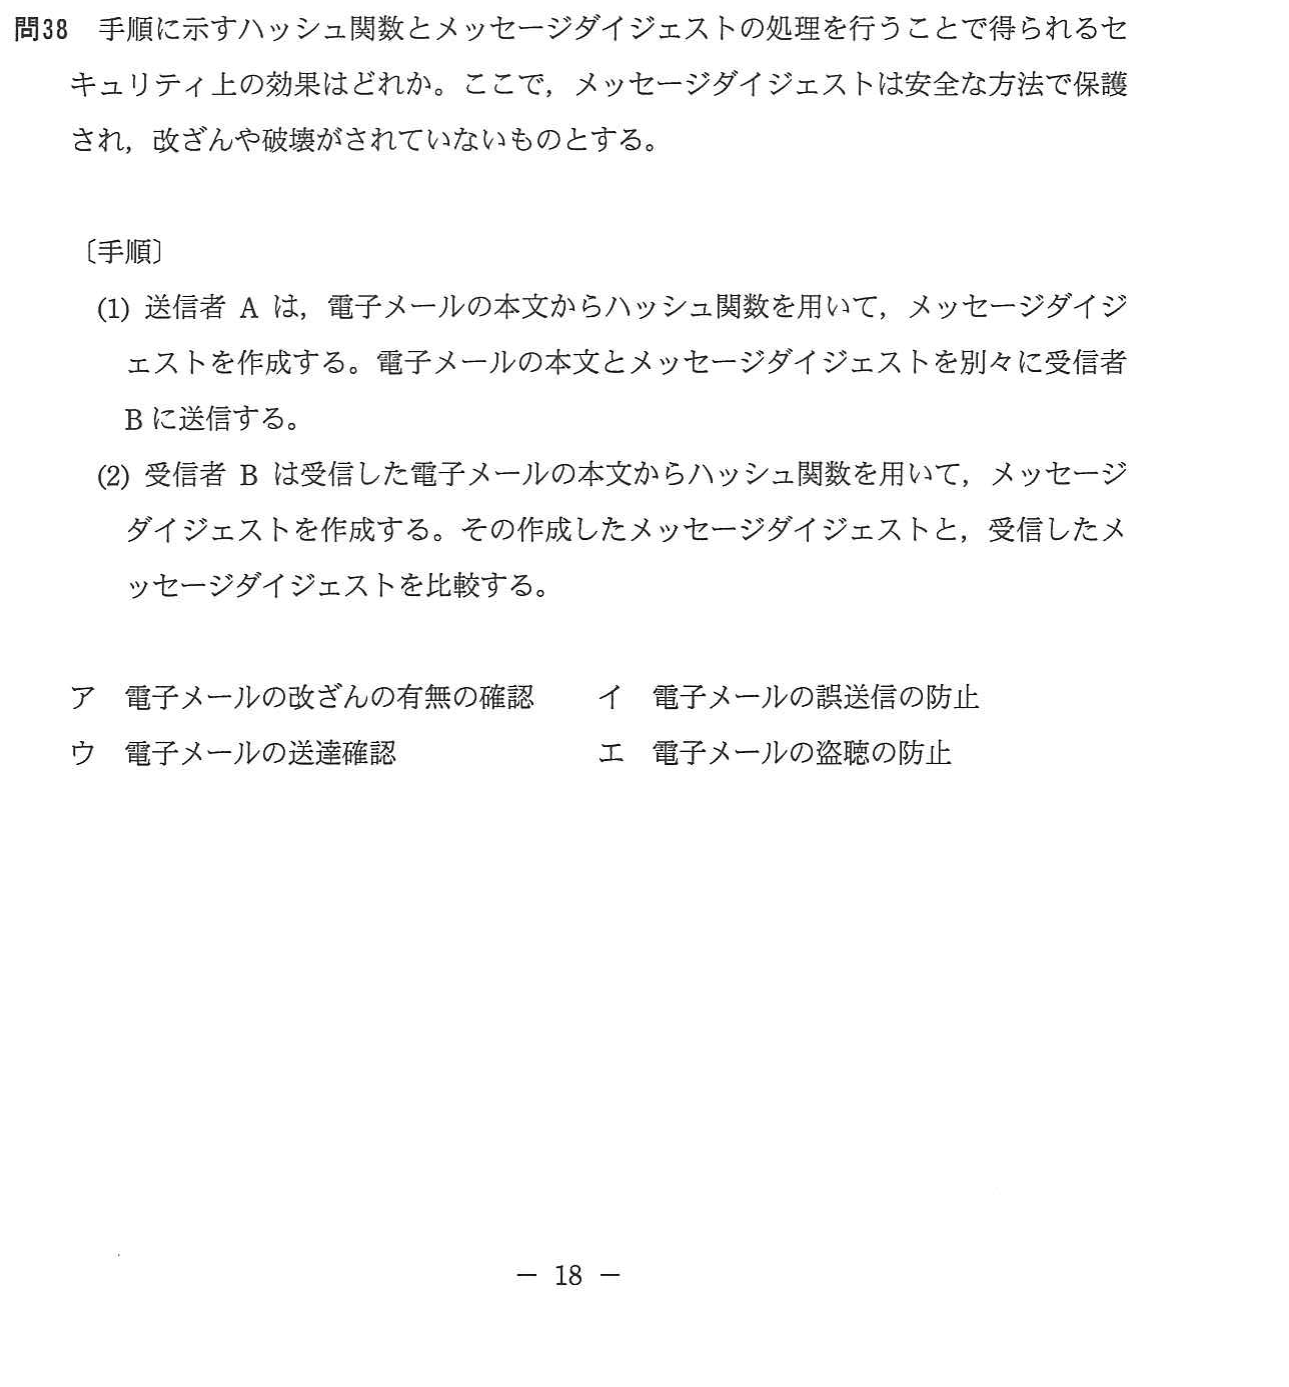 問38 手順に示すハッシュ関数とメッセージダイジェストの処理を行うことで得られるセ
キュリティ上の効果はどれか。ここで，メッセージダイジェストは安全な方法で保護
され，改ざんや破壊がされていないものとする。
〔手順〕
(1) 送信者 A は，電子メールの本文からハッシュ関数を用いて，メッセージダイジ
ェストを作成する。電子メールの本文とメッセージダイジェストを別々に受信者
B に送信する。
(2) 受信者 B は受信した電子メールの本文からハッシュ関数を用いて，メッセージ
ダイジェストを作成する。その作成したメッセージダイジェストと，受信したメ
ッセージダイジェストを比較する。
ア 電子メールの改ざんの有無の確認 イ 電子メールの誤送信の防止
ウ 電子メールの送達確認 エ 電子メールの盗聴の防止
－ 18 －